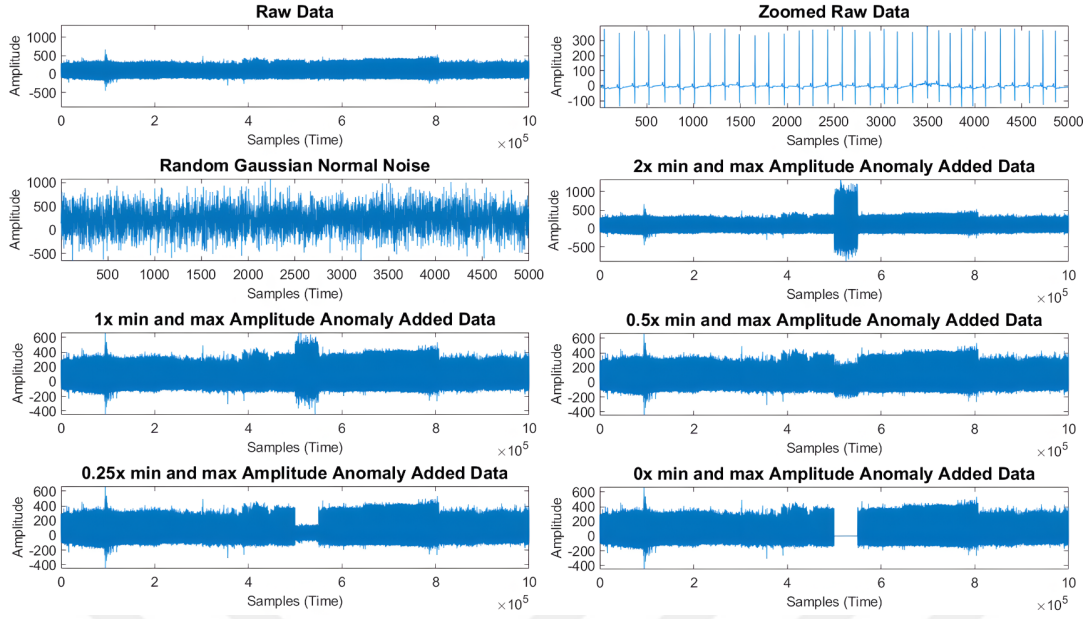 Raw Data
Amplitude
1000
500
0
-500
0 2 4 6 8 10
Samples (Time)
×10^5
Zoomed Raw Data
Amplitude
300
200
100
0
-100
500 1000 1500 2000 2500 3000 3500 4000 4500 5000
Samples (Time)
Random Gaussian Normal Noise
Amplitude
1000
500
0
-500
500 1000 1500 2000 2500 3000 3500 4000 4500 5000
Samples (Time)
2x min and max Amplitude Anomaly Added Data
Amplitude
1000
500
0
-500
0 2 4 6 8 10
Samples (Time)
×10^5
1x min and max Amplitude Anomaly Added Data
Amplitude
600
400
200
0
-200
-400
0 2 4 6 8 10
Samples (Time)
×10^5
0.5x min and max Amplitude Anomaly Added Data
Amplitude
600
400
200
0
-200
-400
0 2 4 6 8 10
Samples (Time)
×10^5
0.25x min and max Amplitude Anomaly Added Data
Amplitude
600
400
200
0
-200
-400
0 2 4 6 8 10
Samples (Time)
×10^5
0x min and max Amplitude Anomaly Added Data
Amplitude
600
400
200
0
-200
-400
0 2 4 6 8 10
Samples (Time)
×10^5